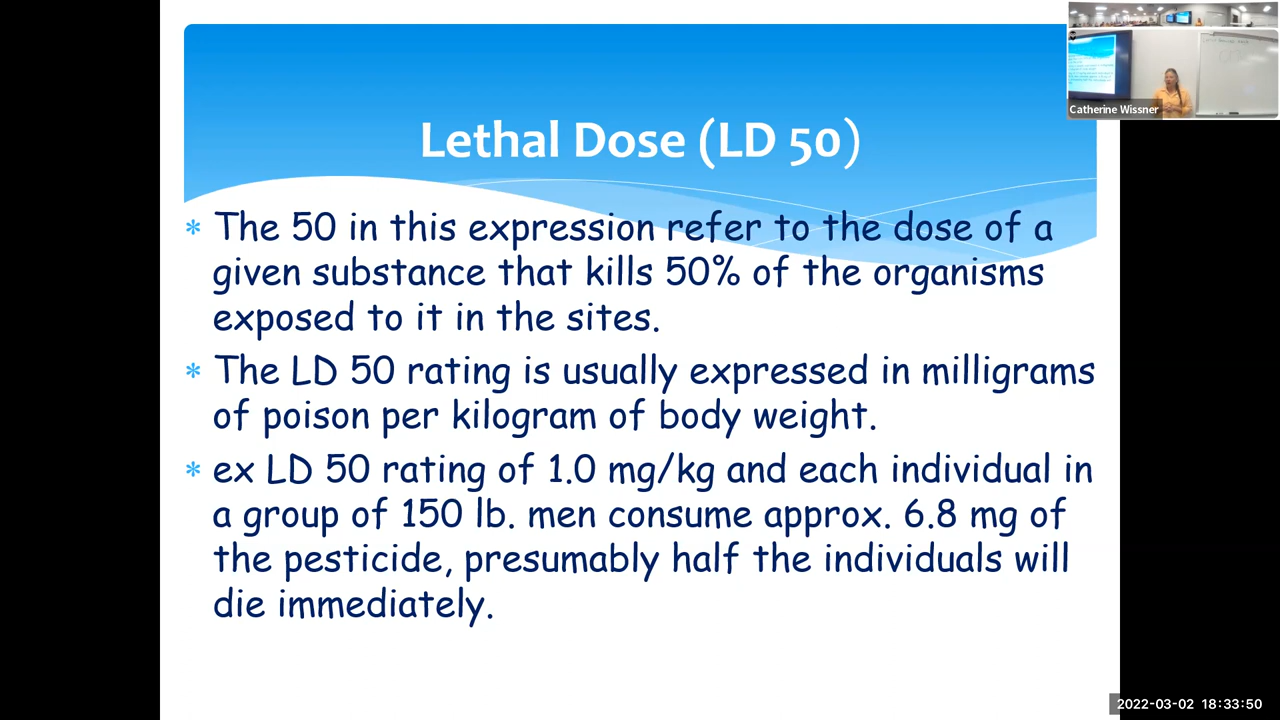 Catherine Wissner
Lethal Dose (LD 50)
* The 50 in this expression refer to the dose of a
given substance that kills 50% of the organisms
exposed to it in the sites.
* The LD 50 rating is usually expressed in milligrams
of poison per kilogram of body weight.
* ex LD 50 rating of 1.0 mg/kg and each individual in
a group of 150 lb. men consume approx. 6.8 mg of
the pesticide, presumably half the individuals will
die immediately.
2022-03-02 18:33:50